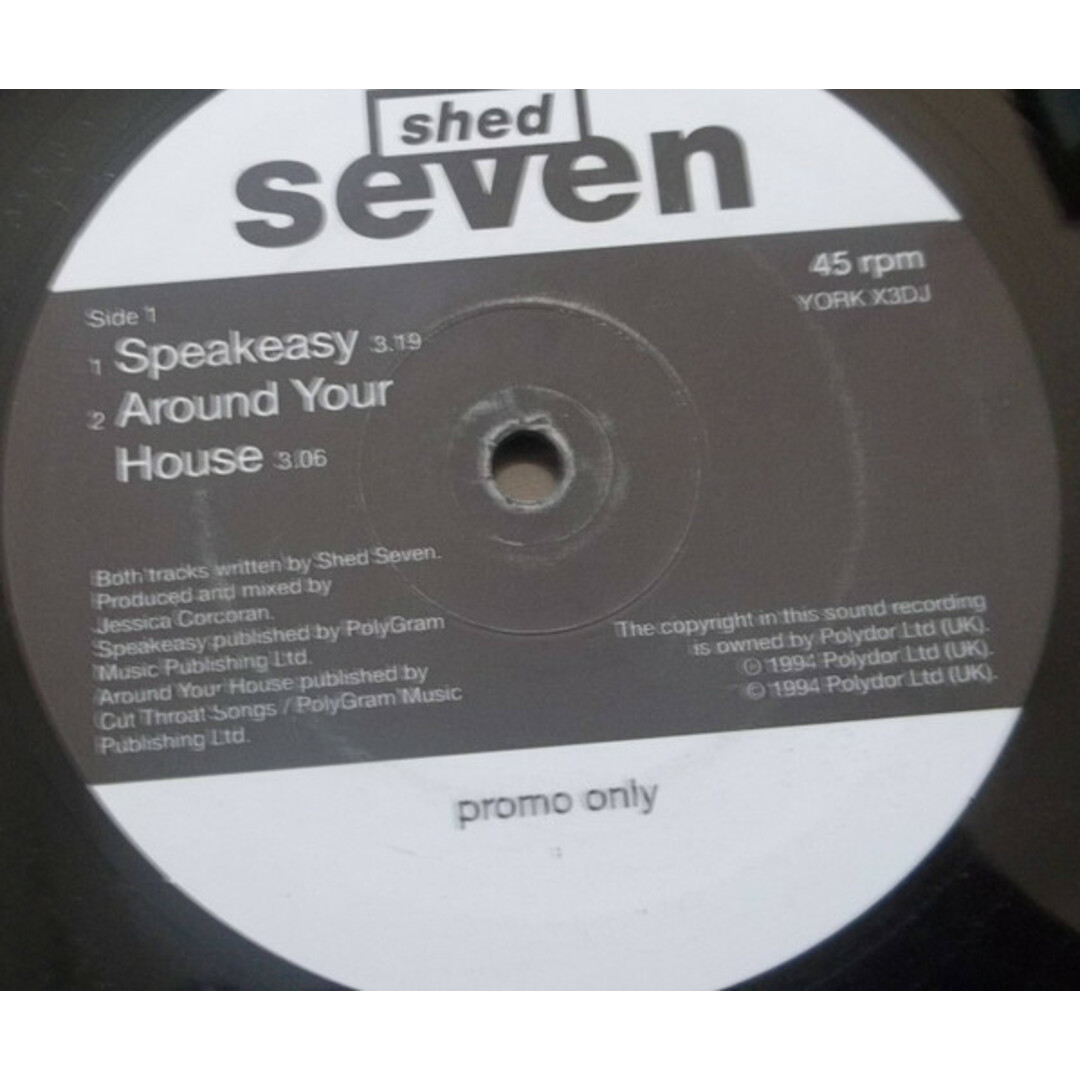 shed
seven
45 rpm
YORK X3DJ
Side 1
1 Speakeasy 3.19
2 Around Your
House 3.06
Both tracks written by Shed Seven.
Produced and mixed by
Jessica Corcoran.
Speakeasy published by PolyGram
Music Publishing Ltd.
Around Your House published by
Cut Throat Songs / PolyGram Music
Publishing Ltd.
The copyright in this sound recording
is owned by Polydor Ltd (UK).
℗ 1994 Polydor Ltd (UK).
© 1994 Polydor Ltd (UK).
promo only